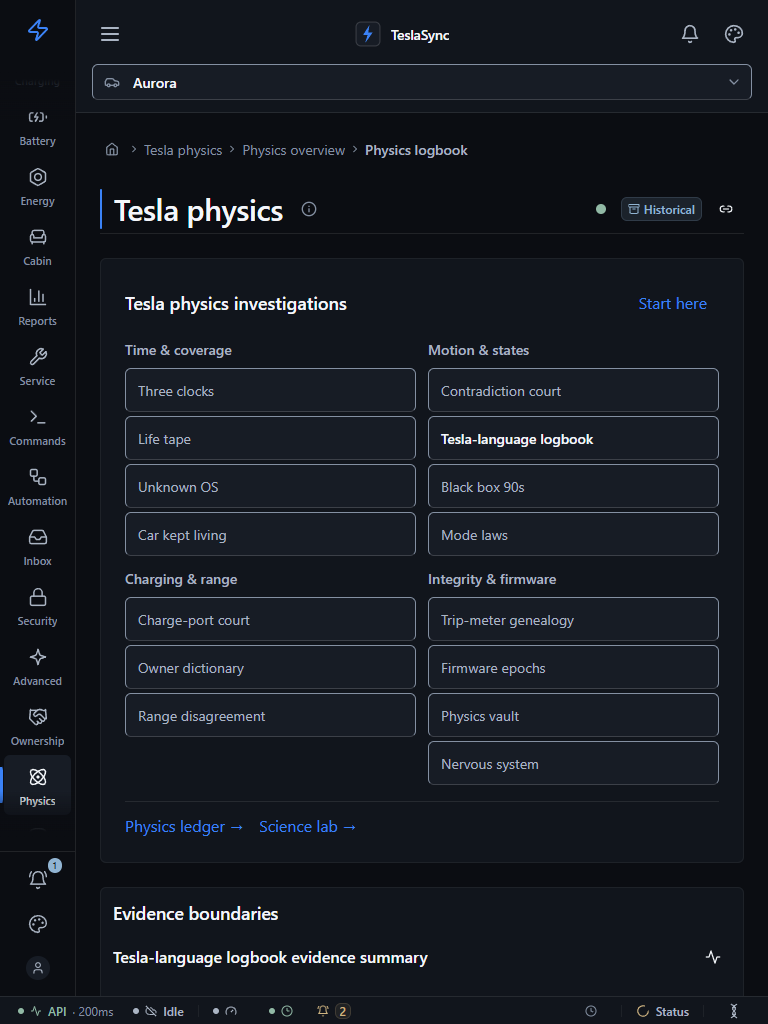 TeslaSync
Aurora
Battery
Energy
Cabin
Reports
Service
Commands
Automation
Inbox
Security
Advanced
Ownership
Physics
1
Tesla physics
Physics overview
Physics logbook
Tesla physics
Historical
Tesla physics investigations
Start here
Time & coverage
Three clocks
Life tape
Unknown OS
Car kept living
Motion & states
Contradiction court
Tesla-language logbook
Black box 90s
Mode laws
Charging & range
Charge-port court
Owner dictionary
Range disagreement
Integrity & firmware
Trip-meter genealogy
Firmware epochs
Physics vault
Nervous system
Physics ledger →
Science lab →
Evidence boundaries
Tesla-language logbook evidence summary
API · 200ms
Idle
2
Status